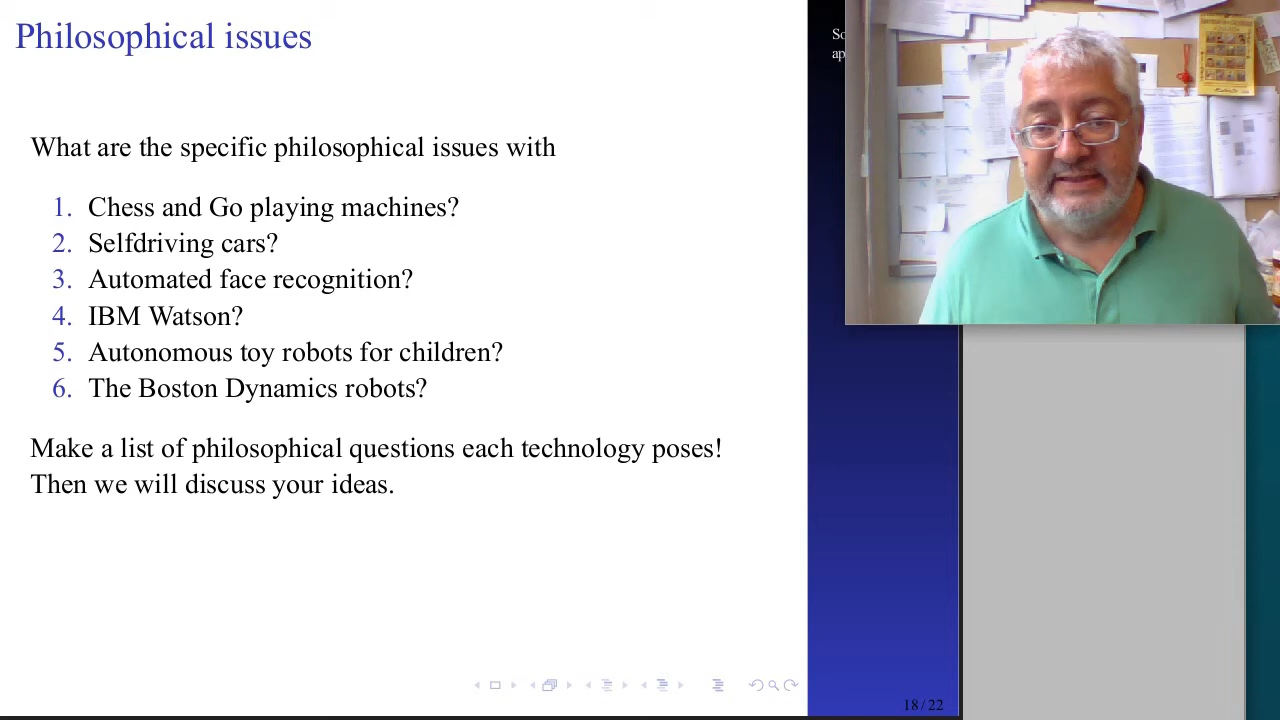 Philosophical issues
What are the specific philosophical issues with
1. Chess and Go playing machines?
2. Selfdriving cars?
3. Automated face recognition?
4. IBM Watson?
5. Autonomous toy robots for children?
6. The Boston Dynamics robots?
Make a list of philosophical questions each technology poses!
Then we will discuss your ideas.
18 / 22